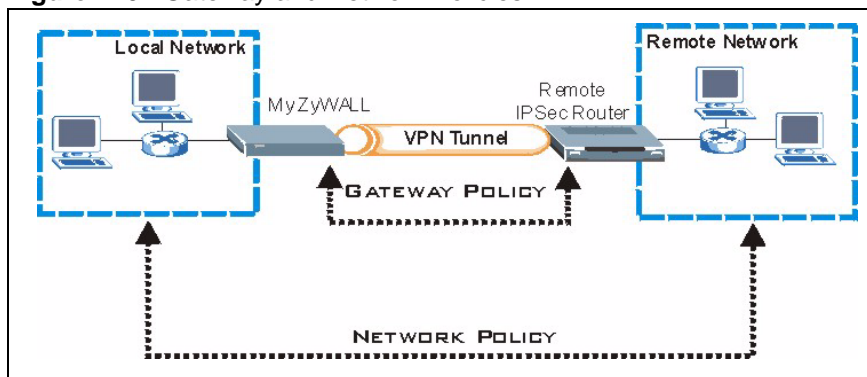 Local Network
Remote Network
MyZyWALL
Remote
IPSec Router
VPN Tunnel
GATEWAY POLICY
NETWORK POLICY